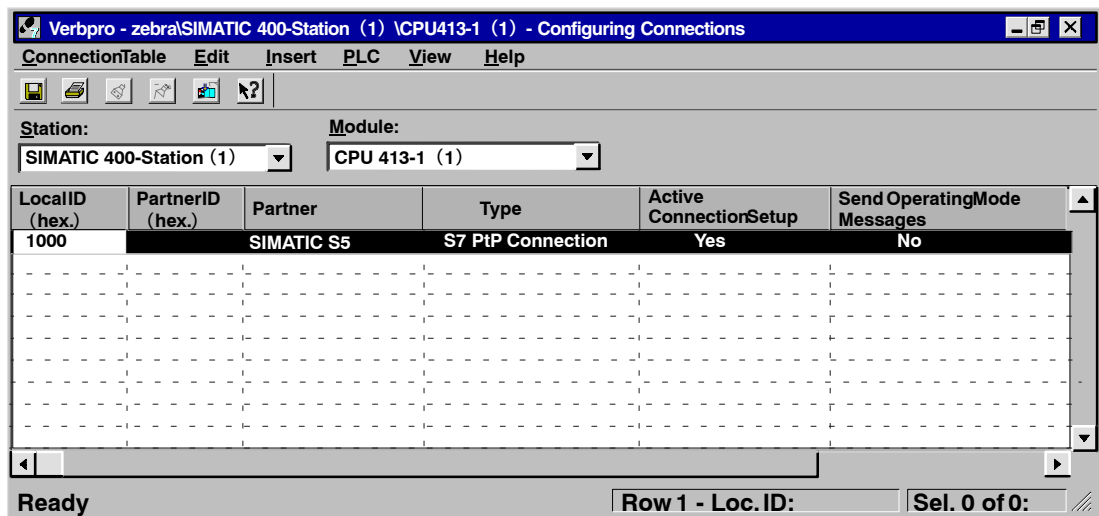 Verbpro - zebra\SIMATIC 400-Station (1) \CPU413-1 (1) - Configuring Connections
ConnectionTable Edit Insert PLC View Help
Station: Module:
SIMATIC 400-Station (1) CPU 413-1 (1)
LocalID (hex.) PartnerID (hex.) Partner Type Active ConnectionSetup Send OperatingMode Messages
1000 SIMATIC S5 S7 PtP Connection Yes No
Ready Row 1 - Loc. ID: Sel. 0 of 0: